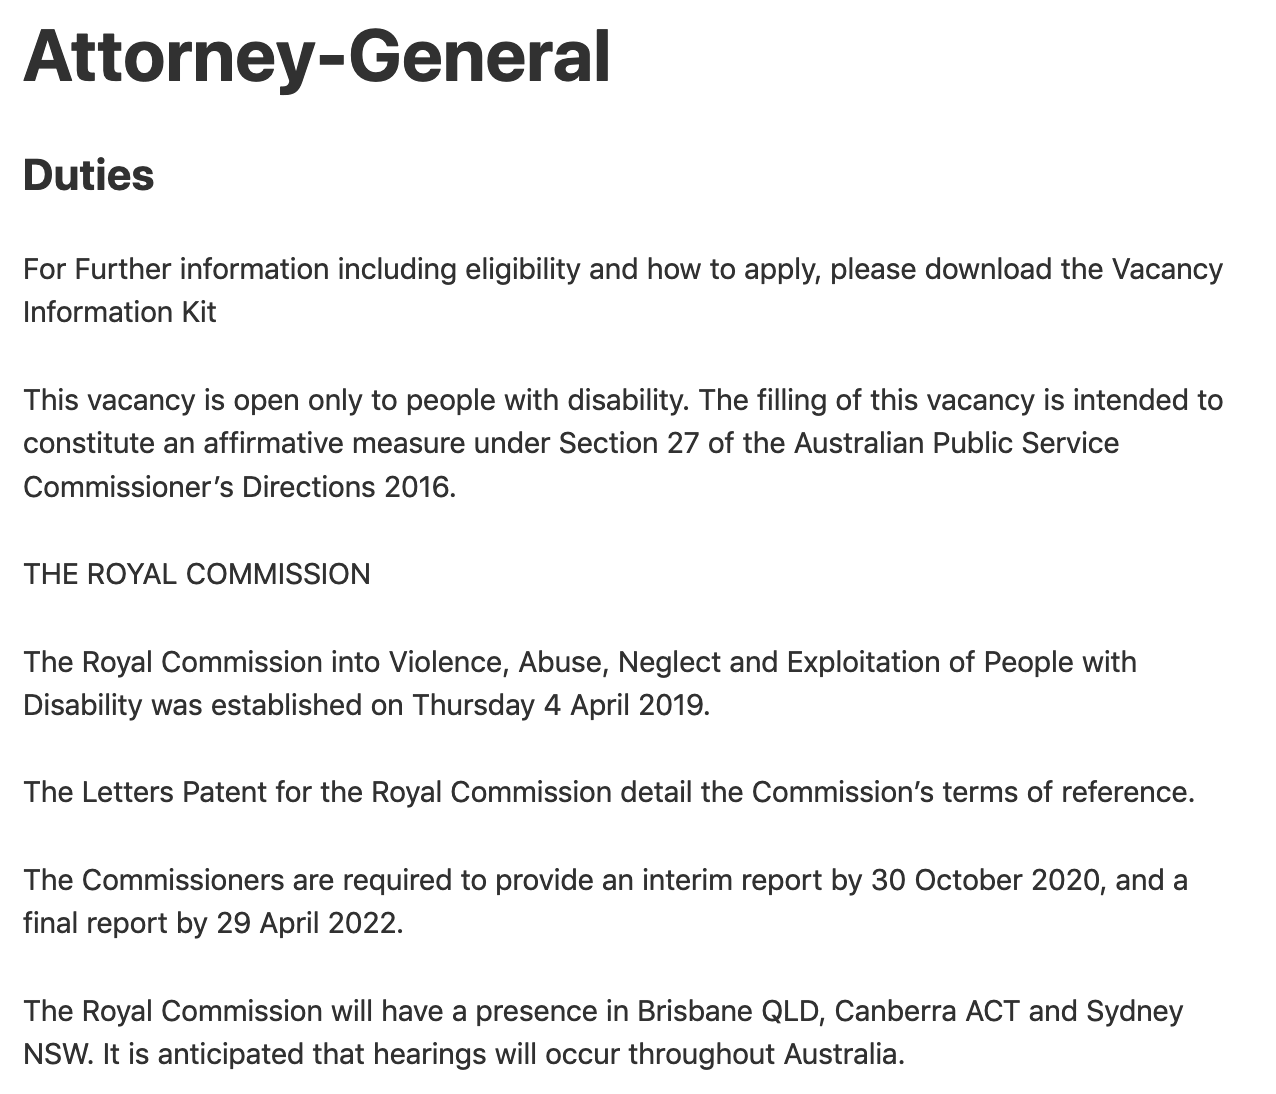 Attorney-General
Duties
For Further information including eligibility and how to apply, please download the Vacancy
Information Kit
This vacancy is open only to people with disability. The filling of this vacancy is intended to
constitute an affirmative measure under Section 27 of the Australian Public Service
Commissioner’s Directions 2016.
THE ROYAL COMMISSION
The Royal Commission into Violence, Abuse, Neglect and Exploitation of People with
Disability was established on Thursday 4 April 2019.
The Letters Patent for the Royal Commission detail the Commission’s terms of reference.
The Commissioners are required to provide an interim report by 30 October 2020, and a
final report by 29 April 2022.
The Royal Commission will have a presence in Brisbane QLD, Canberra ACT and Sydney
NSW. It is anticipated that hearings will occur throughout Australia.